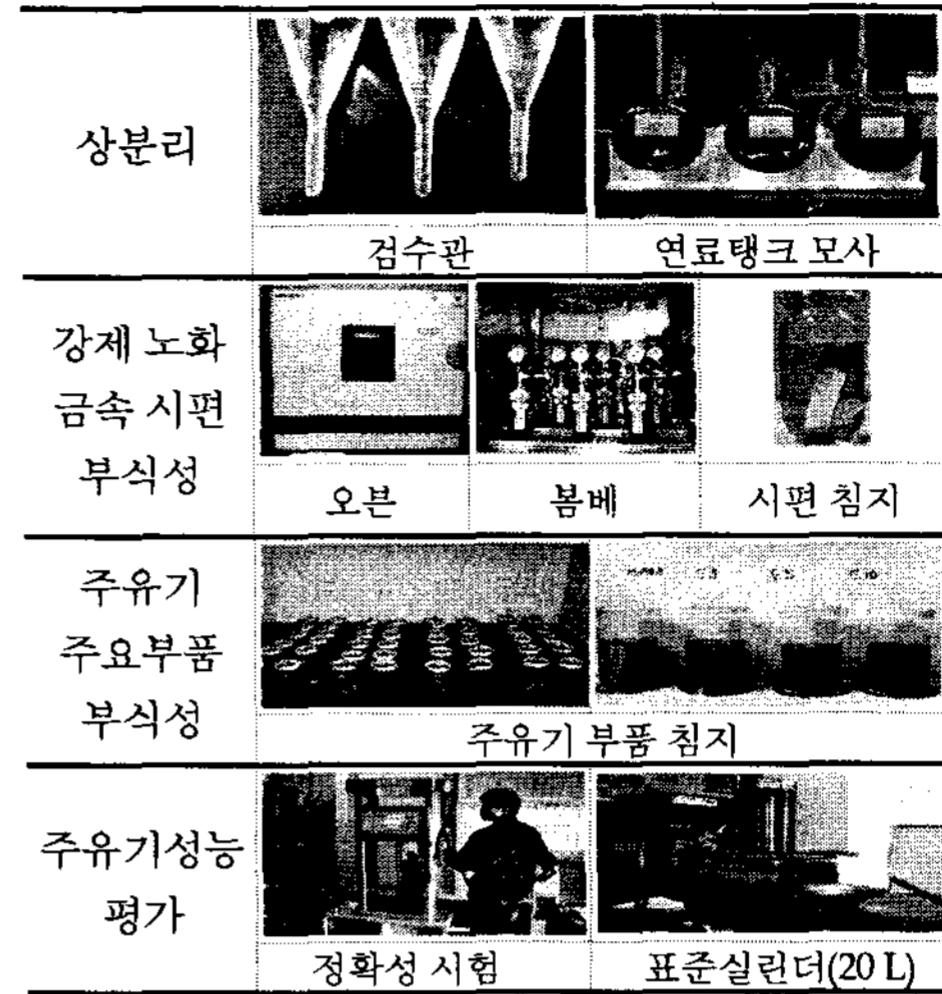 상분리
검수관
연료탱크 모사
강제 노화
금속 시편
부식성
오븐
봄베
시편 침지
주유기
주요부품
부식성
주유기 부품 침지
주유기성능
평가
정확성 시험
표준실린더(20 L)